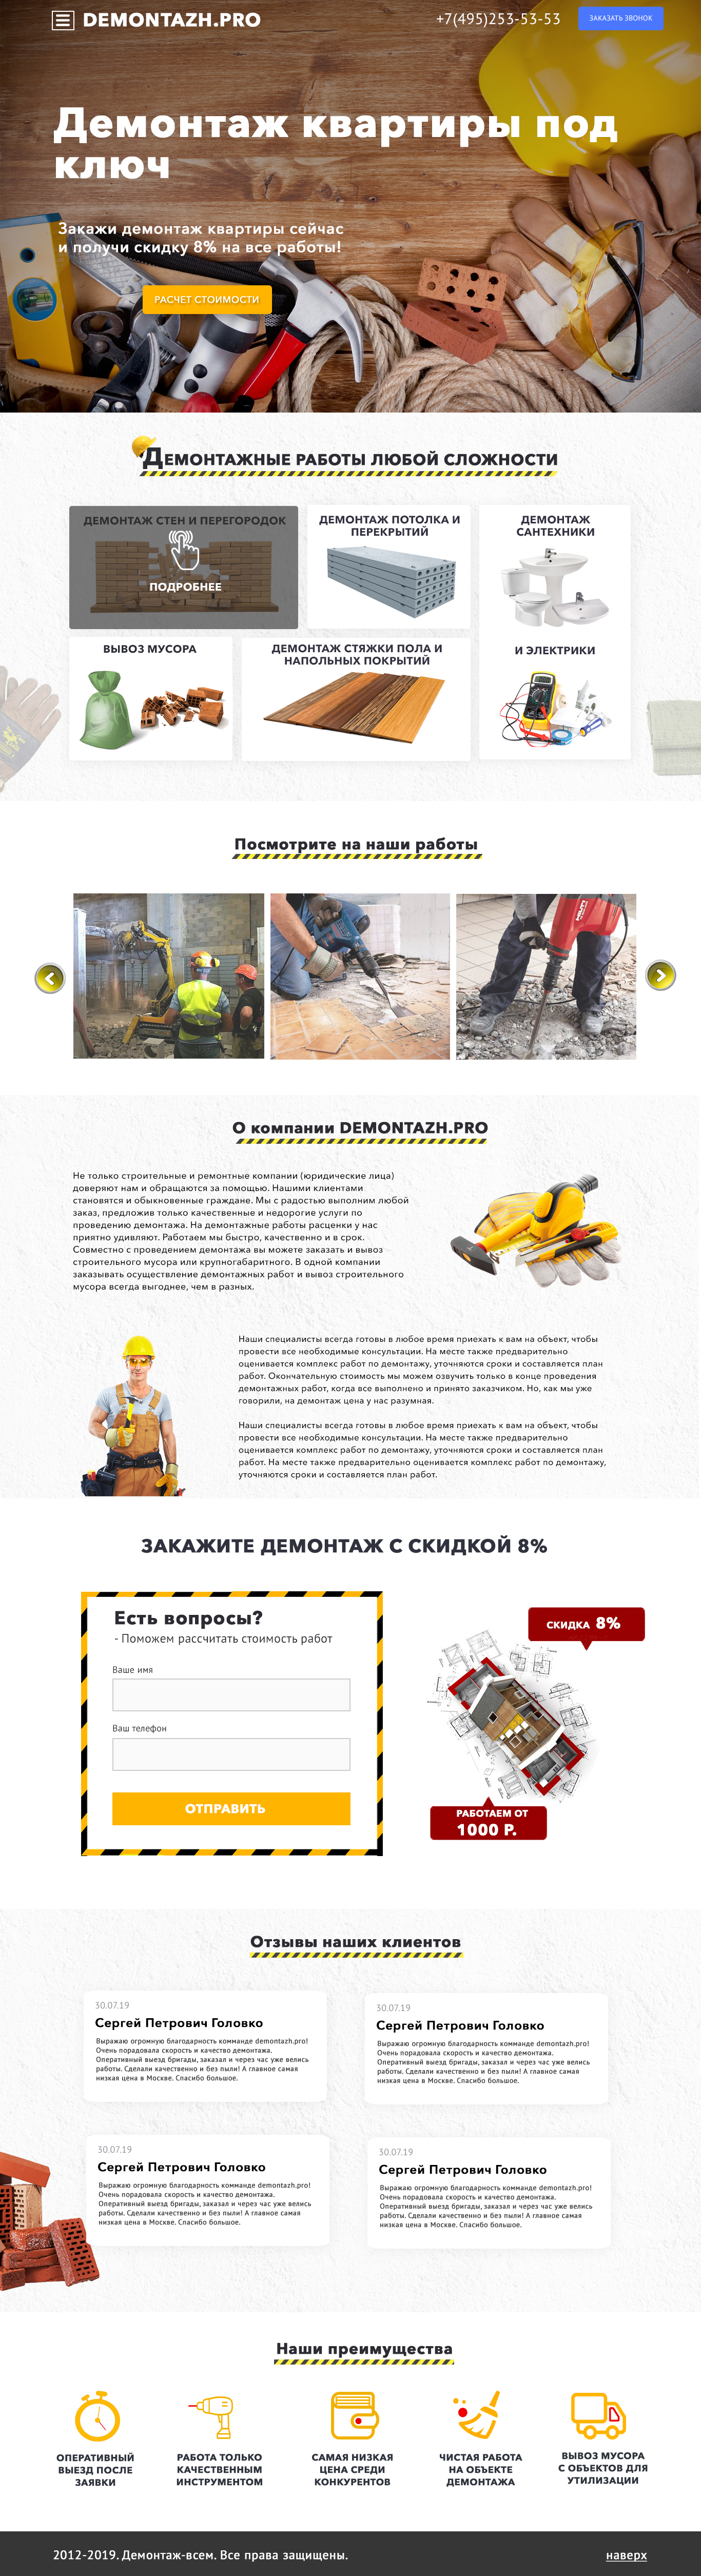 DEMONTAZH.PRO
+7(495)253-53-53
ЗАКАЗАТЬ ЗВОНОК
Демонтаж квартиры под
ключ
Закажи демонтаж квартиры сейчас
и получи скидку 8% на все работы!
РАСЧЕТ СТОИМОСТИ
ДЕМОНТАЖНЫЕ РАБОТЫ ЛЮБОЙ СЛОЖНОСТИ
ДЕМОНТАЖ СТЕН И ПЕРЕГОРОДОК
ПОДРОБНЕЕ
ДЕМОНТАЖ ПОТОЛКА И
ПЕРЕКРЫТИЙ
ДЕМОНТАЖ
САНТЕХНИКИ
И ЭЛЕКТРИКИ
ВЫВОЗ МУСОРА
ДЕМОНТАЖ СТЯЖКИ ПОЛА И
НАПОЛЬНЫХ ПОКРЫТИЙ
Посмотрите на наши работы
HILTI
О компании DEMONTAZH.PRO
Не только строительные и ремонтные компании (юридические лица)
доверяют нам и обращаются за помощью. Нашими клиентами
становятся и обыкновенные граждане. Мы с радостью выполним любой
заказ, предложив только качественные и недорогие услуги по
проведению демонтажа. На демонтажные работы расценки у нас
приятно удивляют. Работаем мы быстро, качественно и в срок.
Совместно с проведением демонтажа вы можете заказать и вывоз
строительного мусора или крупногабаритного. В одной компании
заказывать осуществление демонтажных работ и вывоз строительного
мусора всегда выгоднее, чем в разных.
Наши специалисты всегда готовы в любое время приехать к вам на объект, чтобы
провести все необходимые консультации. На месте также предварительно
оценивается комплекс работ по демонтажу, уточняются сроки и составляется план
работ. Окончательную стоимость мы можем озвучить только в конце проведения
демонтажных работ, когда все выполнено и принято заказчиком. Но, как мы уже
говорили, на демонтаж цена у нас разумная.
Наши специалисты всегда готовы в любое время приехать к вам на объект, чтобы
провести все необходимые консультации. На месте также предварительно
оценивается комплекс работ по демонтажу, уточняются сроки и составляется план
работ. На месте также предварительно оценивается комплекс работ по демонтажу,
уточняются сроки и составляется план работ.
ЗАКАЖИТЕ ДЕМОНТАЖ С СКИДКОЙ 8%
Есть вопросы?
- Поможем рассчитать стоимость работ
Ваше имя
Ваш телефон
ОТПРАВИТЬ
СКИДКА 8%
РАБОТАЕМ ОТ
1000 Р.
Отзывы наших клиентов
30.07.19
Сергей Петрович Головко
Выражаю огромную благодарность комманде demontazh.pro!
Очень порадовала скорость и качество демонтажа.
Оперативный выезд бригады, заказал и через час уже велись
работы. Сделали качественно и без пыли! А главное самая
низкая цена в Москве. Спасибо большое.
30.07.19
Сергей Петрович Головко
Выражаю огромную благодарность комманде demontazh.pro!
Очень порадовала скорость и качество демонтажа.
Оперативный выезд бригады, заказал и через час уже велись
работы. Сделали качественно и без пыли! А главное самая
низкая цена в Москве. Спасибо большое.
30.07.19
Сергей Петрович Головко
Выражаю огромную благодарность комманде demontazh.pro!
Очень порадовала скорость и качество демонтажа.
Оперативный выезд бригады, заказал и через час уже велись
работы. Сделали качественно и без пыли! А главное самая
низкая цена в Москве. Спасибо большое.
30.07.19
Сергей Петрович Головко
Выражаю огромную благодарность комманде demontazh.pro!
Очень порадовала скорость и качество демонтажа.
Оперативный выезд бригады, заказал и через час уже велись
работы. Сделали качественно и без пыли! А главное самая
низкая цена в Москве. Спасибо большое.
Наши преимущества
ОПЕРАТИВНЫЙ
ВЫЕЗД ПОСЛЕ
ЗАЯВКИ
РАБОТА ТОЛЬКО
КАЧЕСТВЕННЫМ
ИНСТРУМЕНТОМ
САМАЯ НИЗКАЯ
ЦЕНА СРЕДИ
КОНКУРЕНТОВ
ЧИСТАЯ РАБОТА
НА ОБЪЕКТЕ
ДЕМОНТАЖА
ВЫВОЗ МУСОРА
С ОБЪЕКТОВ ДЛЯ
УТИЛИЗАЦИИ
2012-2019. Демонтаж-всем. Все права защищены.
наверх